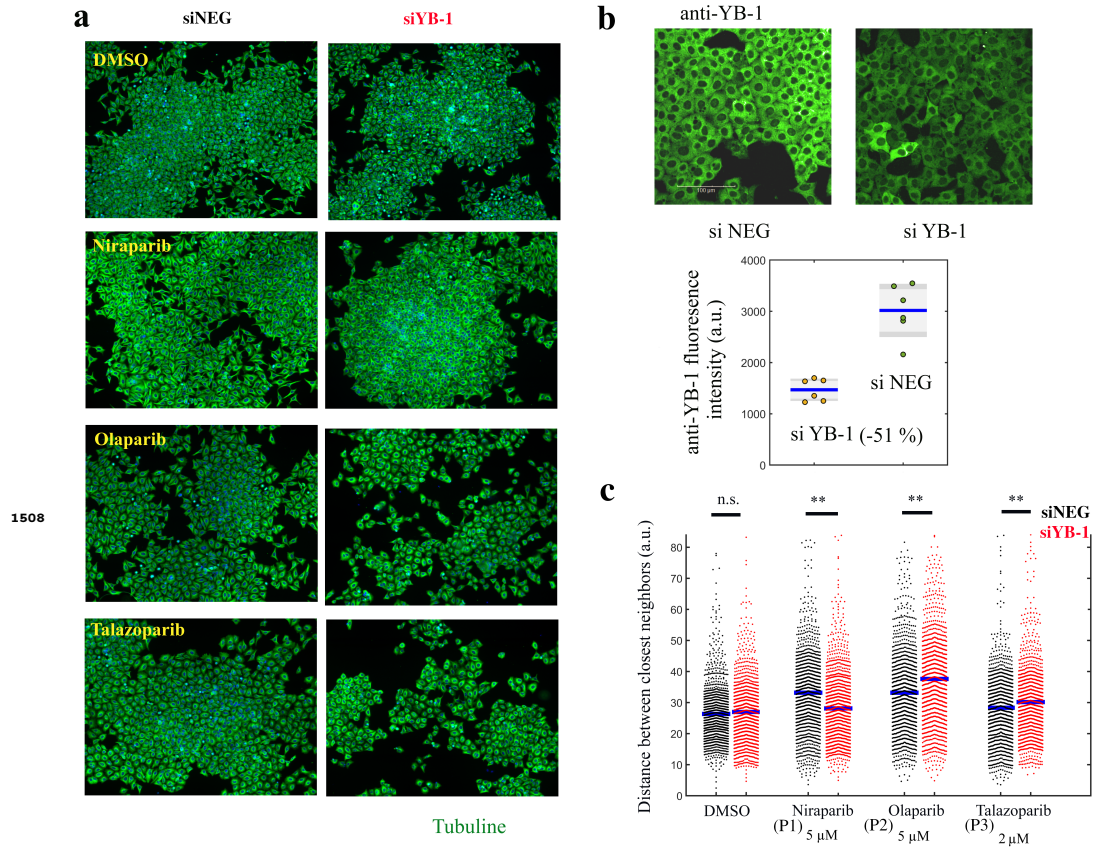 a
siNEG
siYB-1
DMSO
Niraparib
Olaparib
Talazoparib
Tubuline
1508
b
anti-YB-1
100 µm
si NEG
si YB-1
anti-YB-1 fluoresence
intensity (a.u.)
4000
3000
2000
1000
0
si NEG
si YB-1 (-51 %)
c
n.s.
**
**
**
siNEG
siYB-1
Distance between closest neighbors (a.u.)
80
70
60
50
40
30
20
10
0
DMSO
Niraparib
(P1) 5 µM
Olaparib
(P2) 5 µM
Talazoparib
(P3) 2 µM